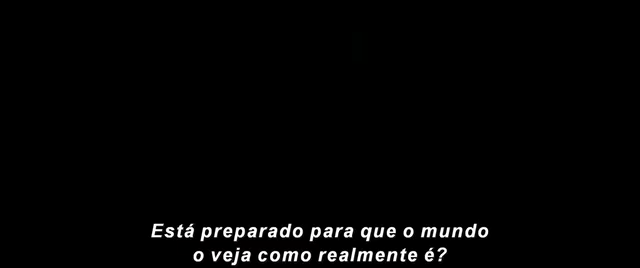 Está preparado para que o mundo
o veja como realmente é?